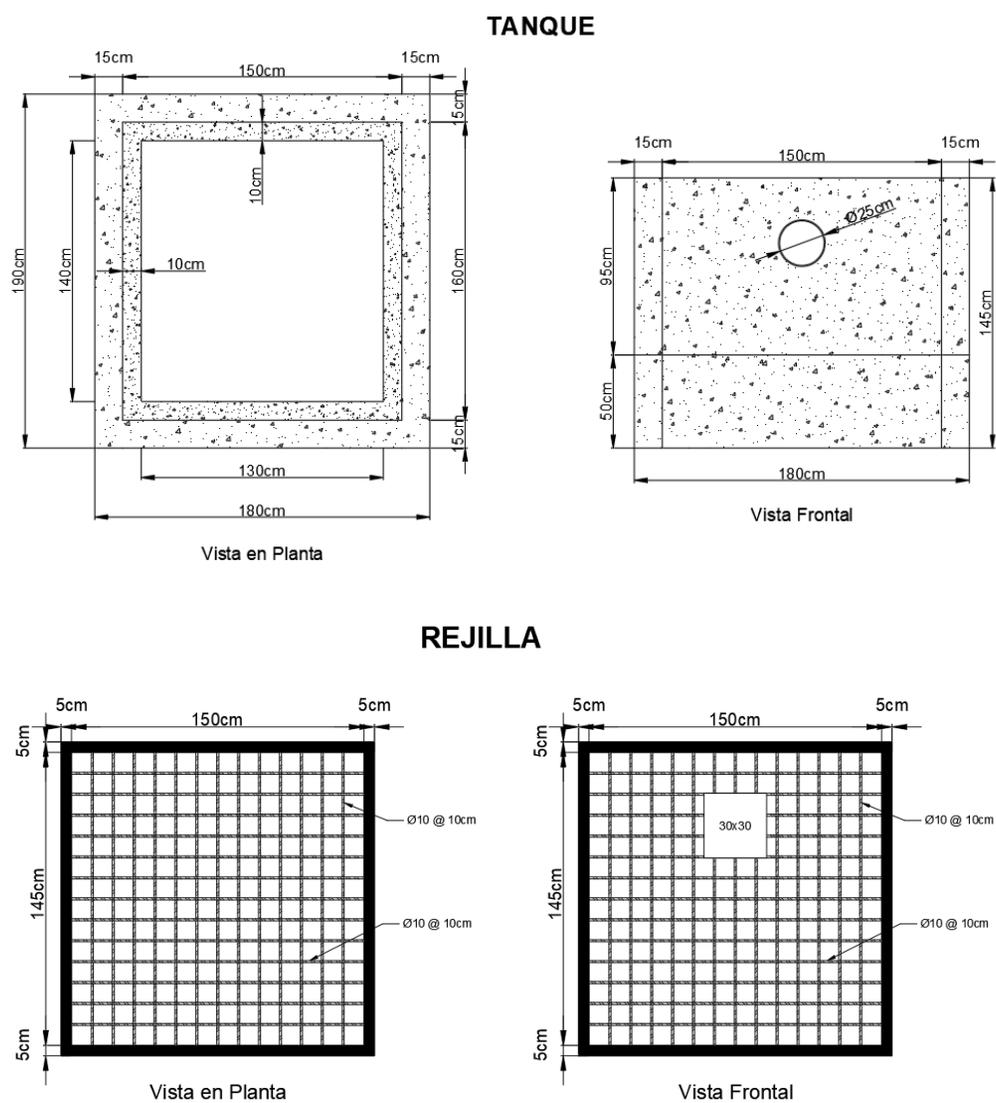 TANQUE
15cm
150cm
15cm
15cm
10cm
190cm
140cm
10cm
160cm
15cm
130cm
180cm
Vista en Planta
15cm
150cm
15cm
Ø25cm
95cm
145cm
50cm
180cm
Vista Frontal
REJILLA
5cm
150cm
5cm
5cm
Ø10 @ 10cm
145cm
Ø10 @ 10cm
5cm
Vista en Planta
5cm
150cm
5cm
5cm
30x30
Ø10 @ 10cm
145cm
Ø10 @ 10cm
5cm
Vista Frontal